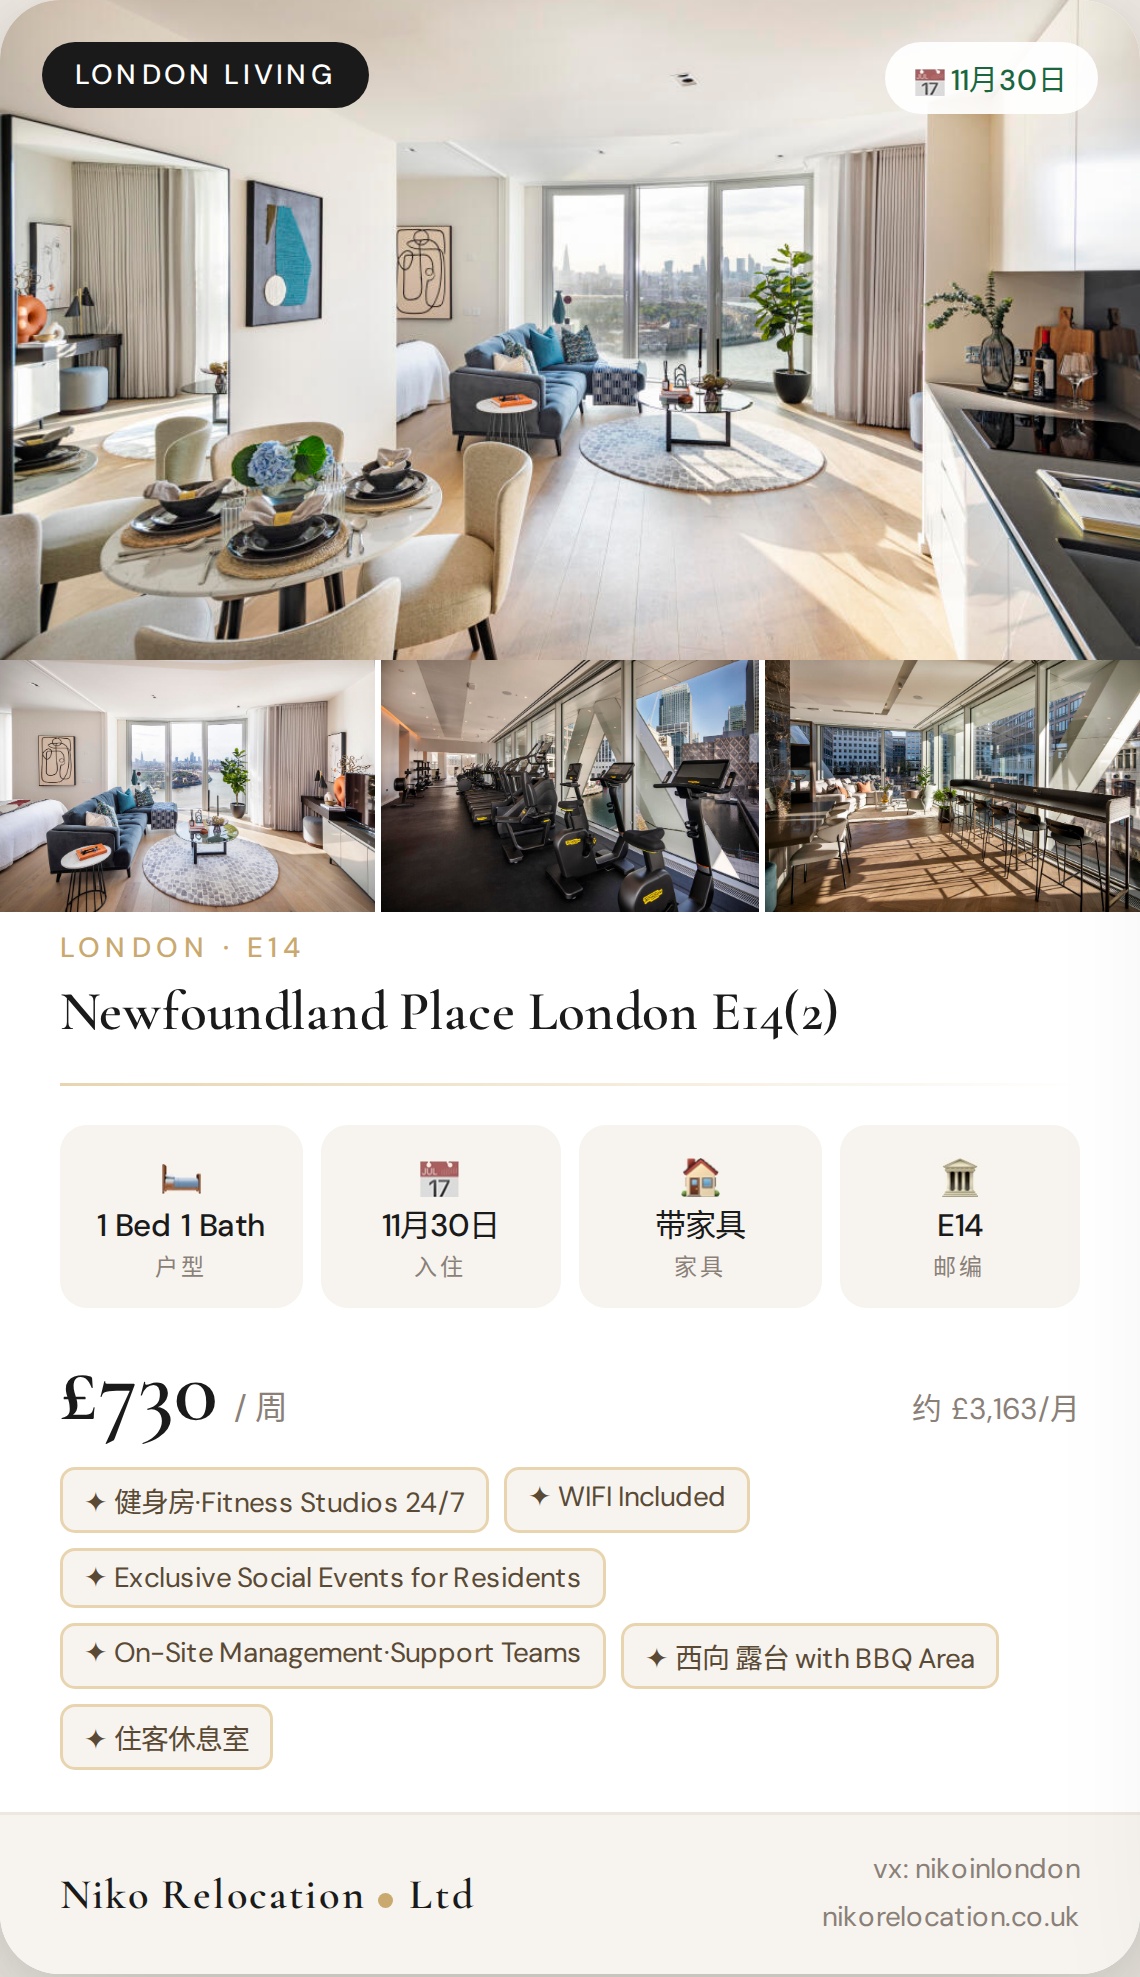 LONDON LIVING
📅 11月30日
LONDON · E14
Newfoundland Place London E14(2)
1 Bed 1 Bath
户型
11月30日
入住
带家具
家具
E14
邮编
£730 / 周
约 £3,163/月
✦ 健身房·Fitness Studios 24/7
✦ WIFI Included
✦ Exclusive Social Events for Residents
✦ On-Site Management·Support Teams
✦ 西向 露台 with BBQ Area
✦ 住客休息室
Niko Relocation ● Ltd
vx: nikoinlondon
nikorelocation.co.uk